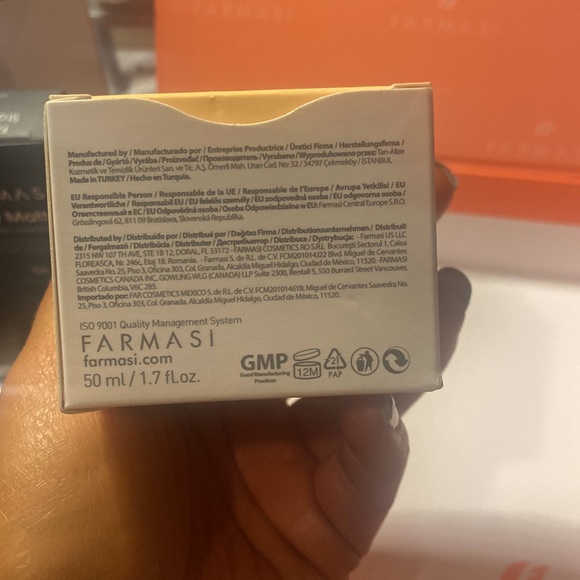 FARMASi
Manufactured by / Manufacturado por / Entreprise Productrice / Üretici Firma / Herstellungsfirma
Produs de / Gyártó / Vyrába / Proizvođač / Производитель / Vyrobeno / Wyprodukowano przez: Tan-Alize
Kozmetik ve Temizlik Ürünleri San. ve Tic. A.Ş. Örnek Mah. Uran Cad. No: 32 / 34797 Çekmeköy / İSTANBUL
Made in TURKEY / Hecho en Turquía.
EU Responsible Person / Responsable de la UE / Responsable de l'Europe / Avrupa Yetkilisi / EU
Verantwortliche / Responsabil EU / EU felelős személy / EU zodpovedná osoba / EU odgovorna osoba /
Ответственный в ЕС / EU Odpovědná osoba / Osoba Odpowiedzialna w EU: Farmasi Central Europe S.R.O.
Grösslingová 62, 811 09 Bratislava, Slovenská Republika.
Distributed by / Distribuido por / Distribué par / Dağıtıcı Firma / Distributionsunternehmen / Distribuit
de / Forgalmazó / Distribúcia / Distributer / Дистрибьютор / Distribuce / Dystrybucja: - Farmasi US LLC
2315 NW 107 TH AVE, STE 1B 12, DORAL, FL, 33172 - FARMASI COSMETICS RO S.R.L. București Sectorul 1, Calea
FLOREASCA, Nr. 246c, Etaj 18. Romania. - Farmasi S. de R.L. de C.V. FCM2010142Z2 Blvd. Miguel de Cervantes
Saavedra No. 25, Piso 3, Oficina 303, Col. Granada, Alcaldía Miguel Hidalgo, Ciudad de México, 11520. - FARMASI
COSMETICS CANADA INC, GOWLING WLG (CANADA) LLP Suite 2300, Bentall 5, 550 Burrard Street Vancouver,
British Columbia, V6C 2B5.
Importado por: FAR COSMETICS MEXICO S. de R.L. de C.V. Blvd. Miguel de Cervantes Saavedra No.
25, Piso 3, Oficina 303, Col. Granada, Alcaldía Miguel Hidalgo, Ciudad de México, 11520.
ISO 9001 Quality Management System
FARMASi
farmasi.com
50 ml / 1.7 fl.oz.
GMP
Good Manufacturing
Practices
12M
21
PAP